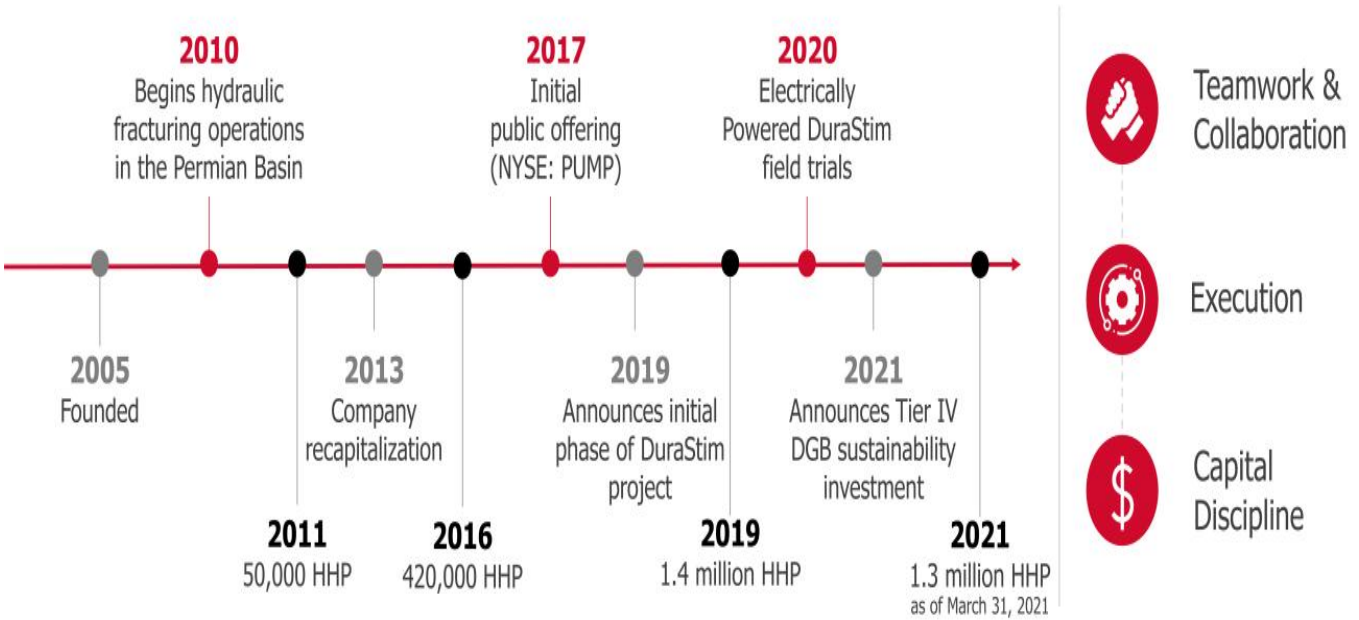 2010
Begins hydraulic
fracturing operations
in the Permian Basin
2017
Initial
public offering
(NYSE: PUMP)
2020
Electrically
Powered DuraStim
field trials
2005
Founded
2013
Company
recapitalization
2019
Announces initial
phase of DuraStim
project
2021
Announces Tier IV
DGB sustainability
investment
2011
50,000 HHP
2016
420,000 HHP
2019
1.4 million HHP
2021
1.3 million HHP
as of March 31, 2021
Teamwork &
Collaboration
Execution
$
Capital
Discipline